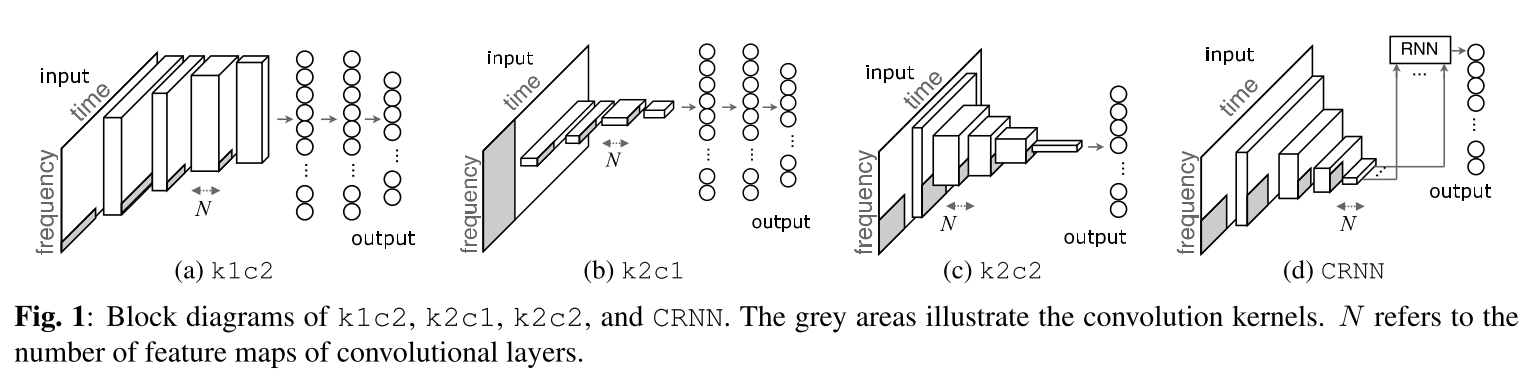 input
time
frequency
N
output
(a) k1c2
input
time
frequency
N
output
(b) k2c1
input
time
frequency
N
output
(c) k2c2
input
time
frequency
RNN
...
N
output
(d) CRNN
Fig. 1: Block diagrams of k1c2, k2c1, k2c2, and CRNN. The grey areas illustrate the convolution kernels. N refers to the
number of feature maps of convolutional layers.